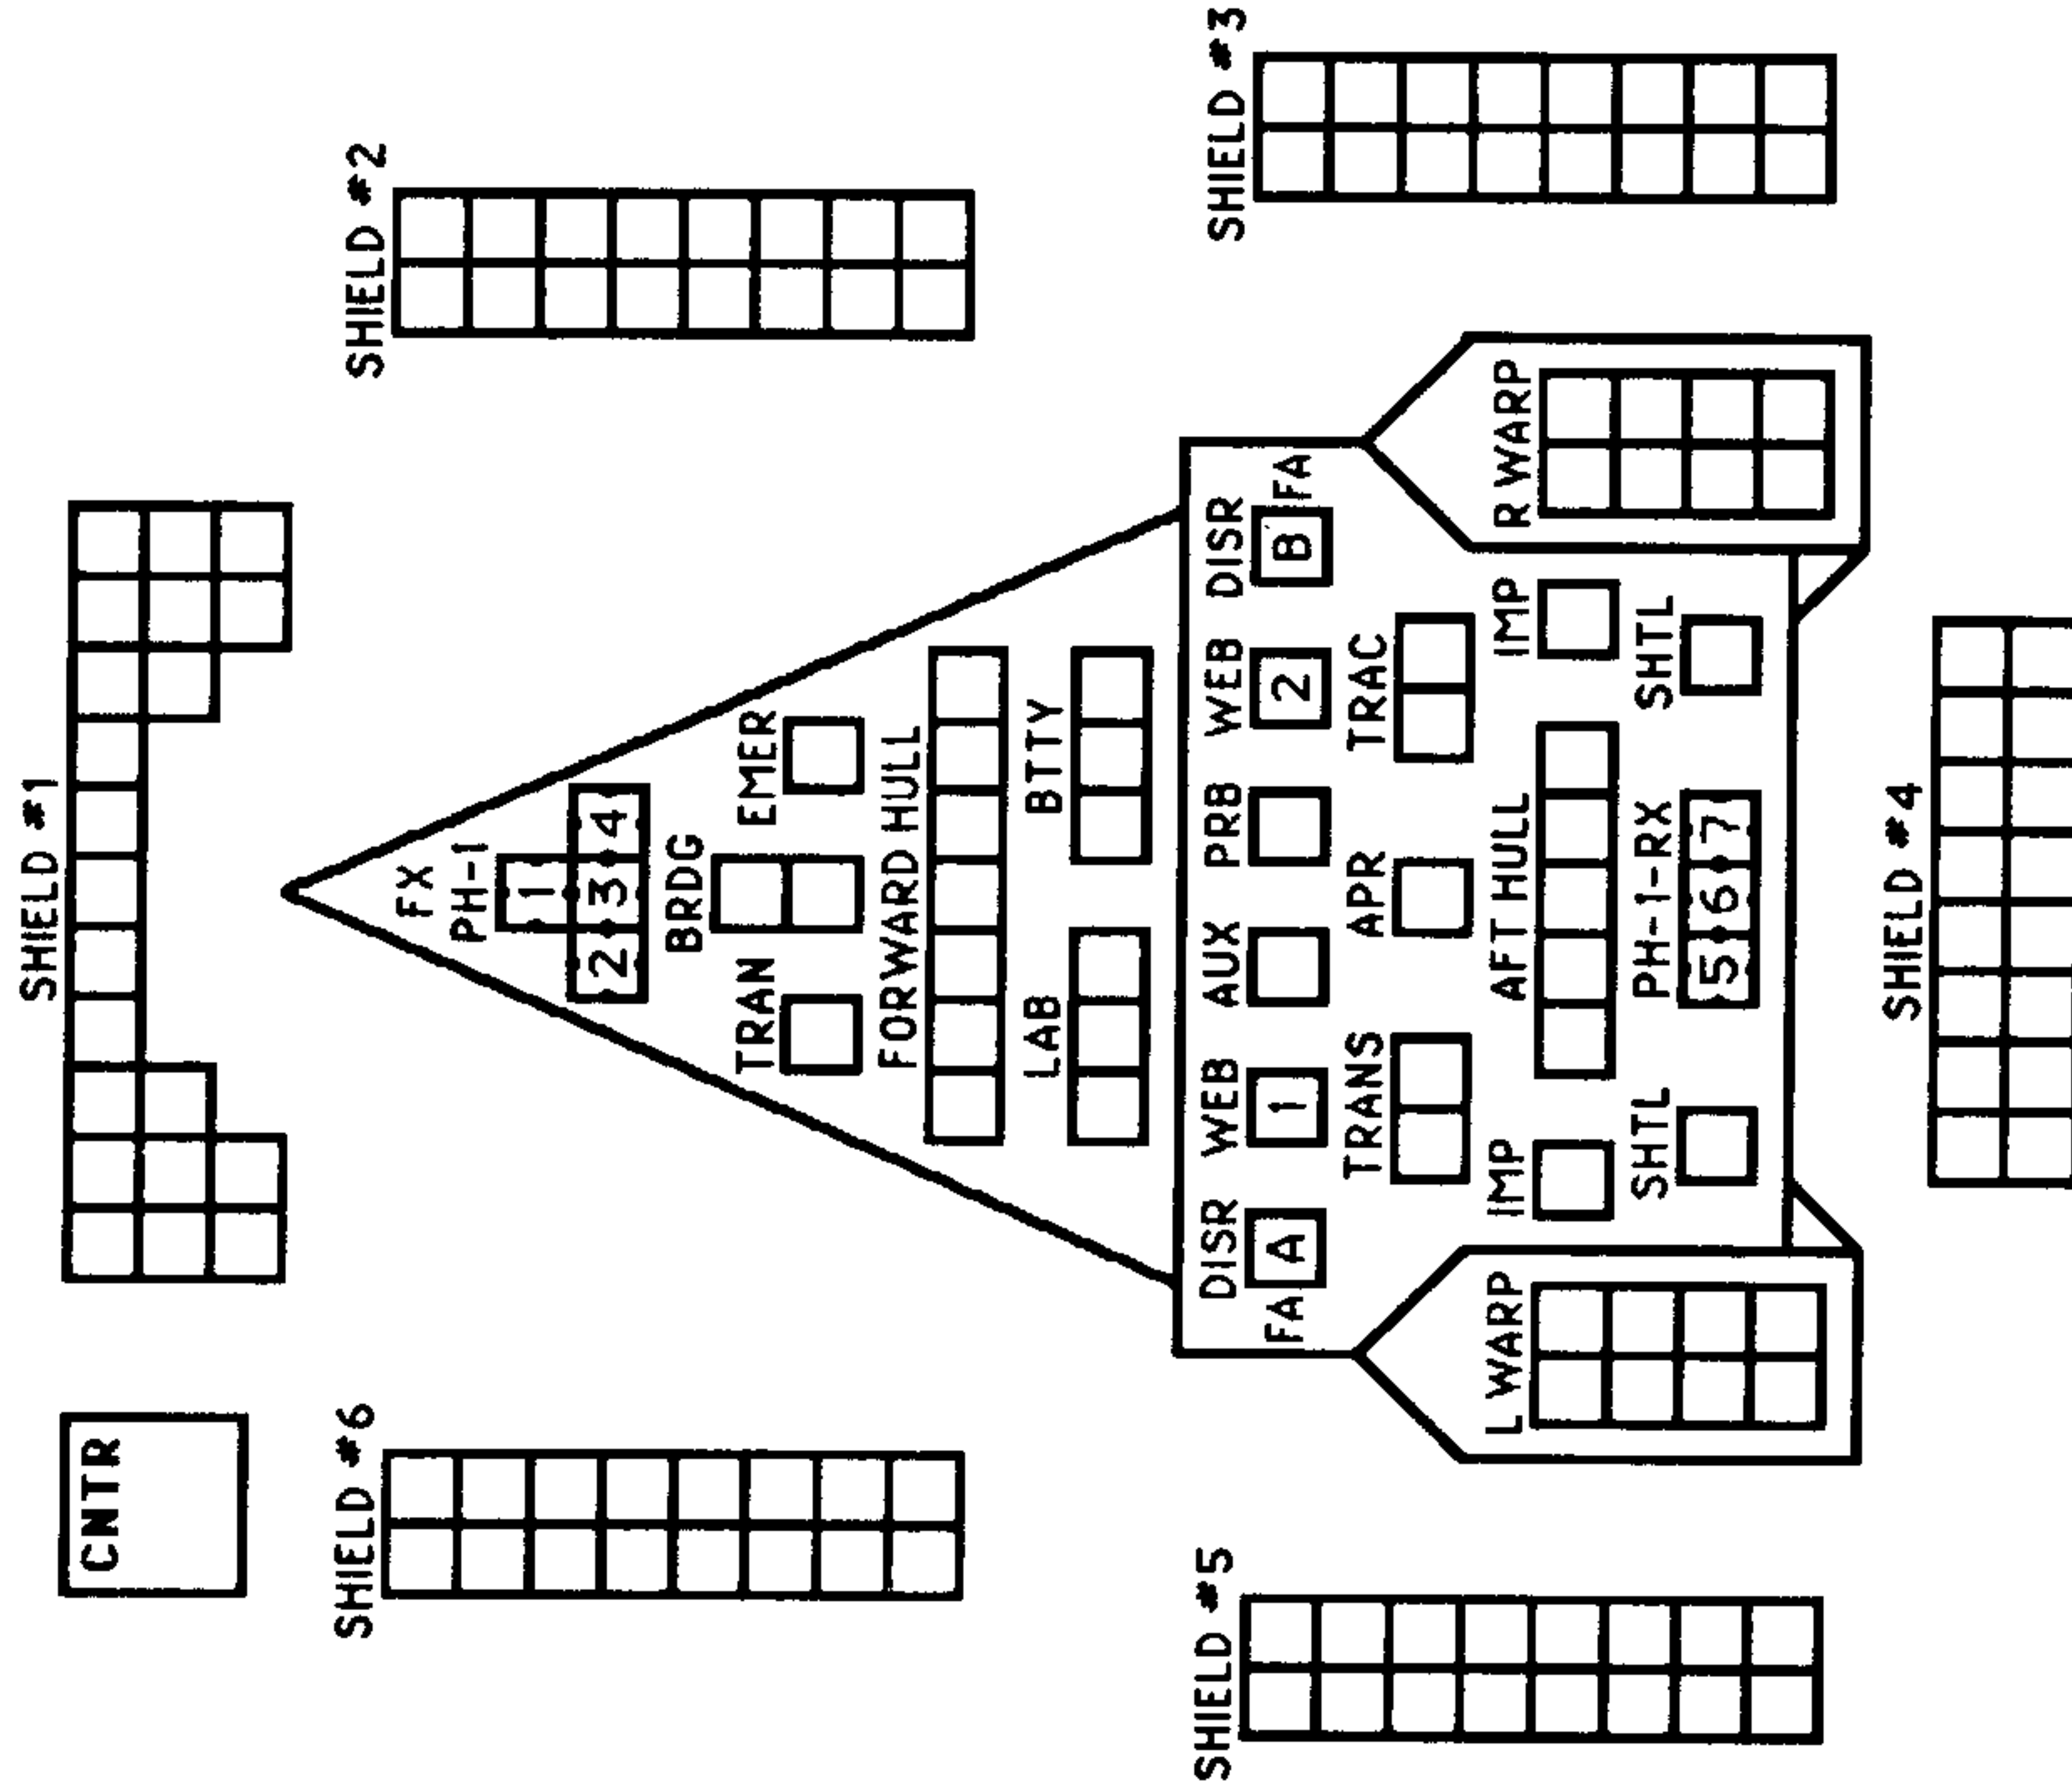 SHIELD #1
CNTR
SHIELD #6
SHIELD #2
FX
PH-1
1
2 3 4
BRDG
TRAN
EMER
FORWARD HULL
LAB
BTTY
SHIELD #5
SHIELD #3
DISR WEB AUX PRB WEB DISR
FA A 1 2 B FA
TRANS APR TRAC
L WARP IMP AFT HULL IMP R WARP
SHTL PH-1-RX SHTL
5 6 7
SHIELD #4